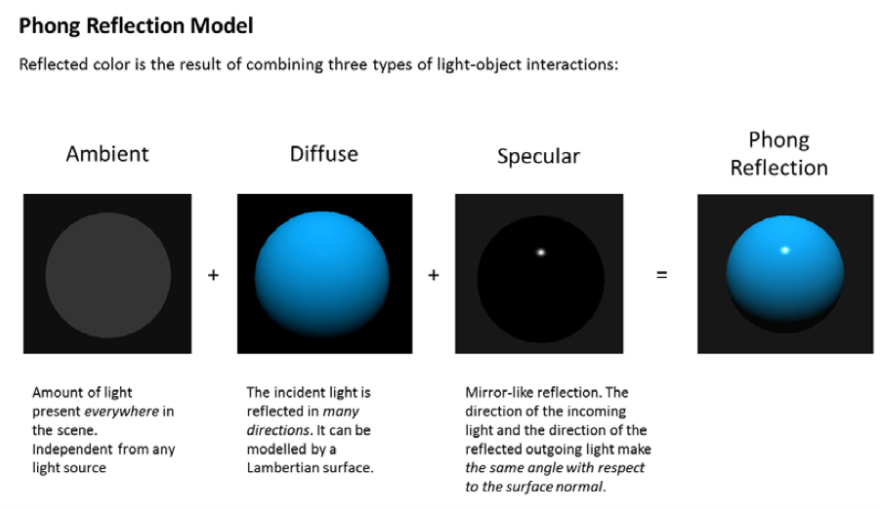 Phong Reflection Model
Reflected color is the result of combining three types of light-object interactions:
Ambient
Diffuse
Specular
Phong
Reflection
+
+
=
Amount of light
present everywhere in
the scene.
Independent from any
light source
The incident light is
reflected in many
directions. It can be
modelled by a
Lambertian surface.
Mirror-like reflection. The
direction of the incoming
light and the direction of the
reflected outgoing light make
the same angle with respect
to the surface normal.